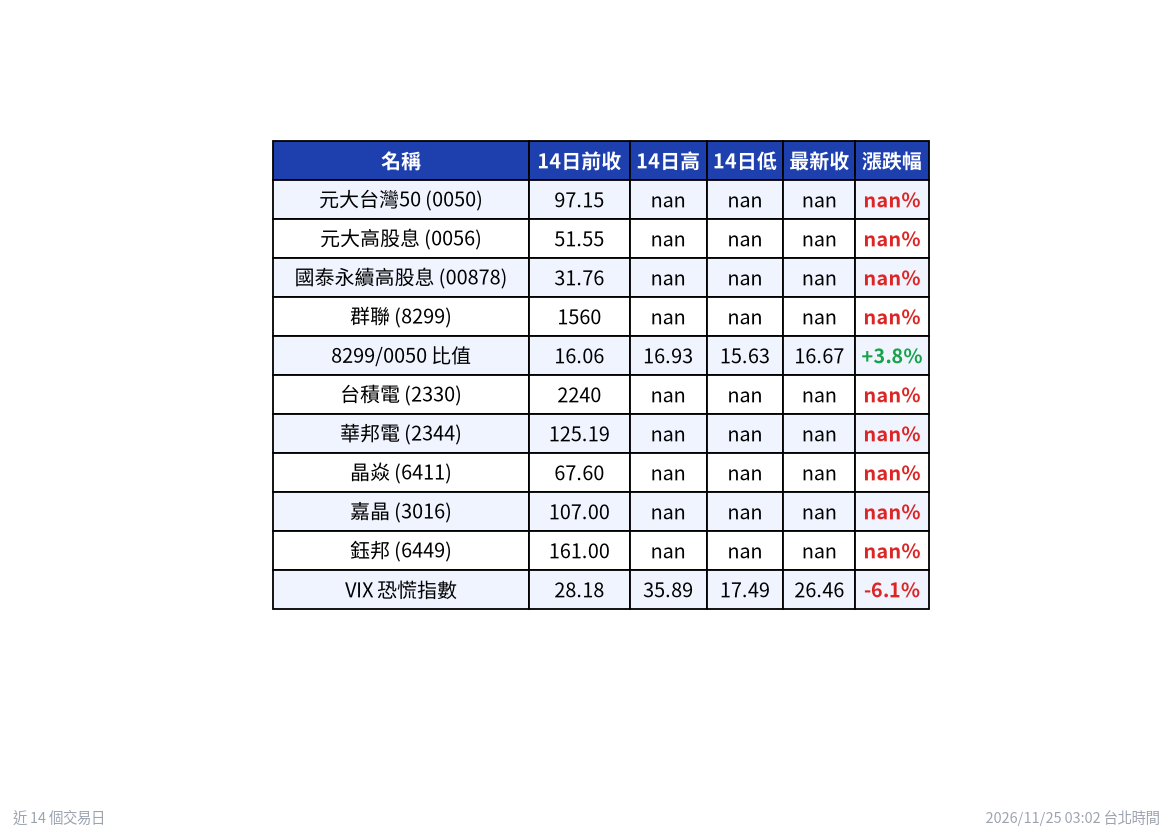 名稱 14日前收 14日高 14日低 最新收 漲跌幅
元大台灣50 (0050) 97.15 nan nan nan nan%
元大高股息 (0056) 51.55 nan nan nan nan%
國泰永續高股息 (00878) 31.76 nan nan nan nan%
群聯 (8299) 1560 nan nan nan nan%
8299/0050 比值 16.06 16.93 15.63 16.67 +3.8%
台積電 (2330) 2240 nan nan nan nan%
華邦電 (2344) 125.19 nan nan nan nan%
晶焱 (6411) 67.60 nan nan nan nan%
嘉晶 (3016) 107.00 nan nan nan nan%
鈺邦 (6449) 161.00 nan nan nan nan%
VIX 恐慌指數 28.18 35.89 17.49 26.46 -6.1%
近 14 個交易日 2026/11/25 03:02 台北時間